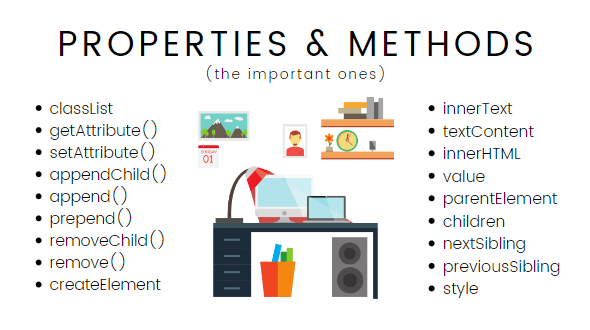 PROPERTIES & METHODS
(the important ones)
classList
getAttribute()
setAttribute()
appendChild()
append()
prepend()
removeChild()
remove()
createElement
SUNDAY
01
innerText
textContent
innerHTML
value
parentElement
children
nextSibling
previousSibling
style